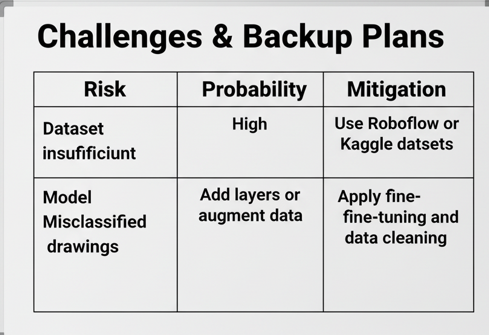 Challenges & Backup Plans
Risk
Probability
Mitigation
Dataset
insufificiunt
High
Use Roboflow or
Kaggle datsets
Model
Misclassified
drawings
Add layers or
augment data
Apply fine-
fine-tuning and
data cleaning